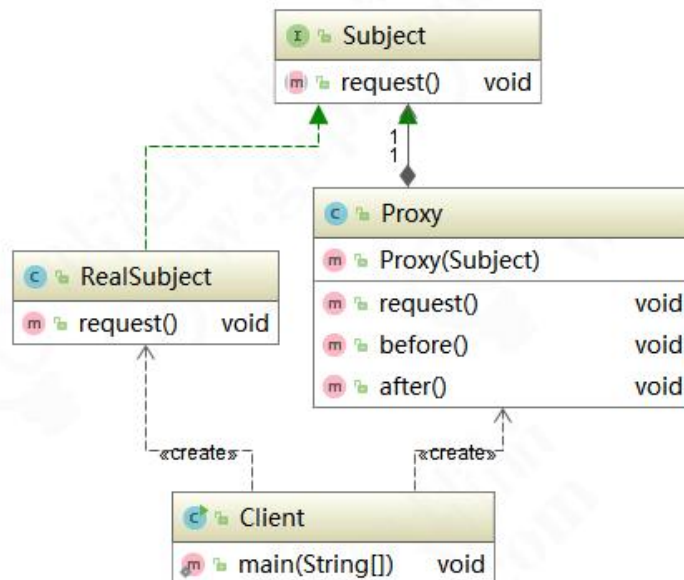 Subject
request() void
1
1
Proxy
Proxy(Subject)
RealSubject
request() void
request() void
before() void
after() void
«create»
«create»
Client
main(String[]) void